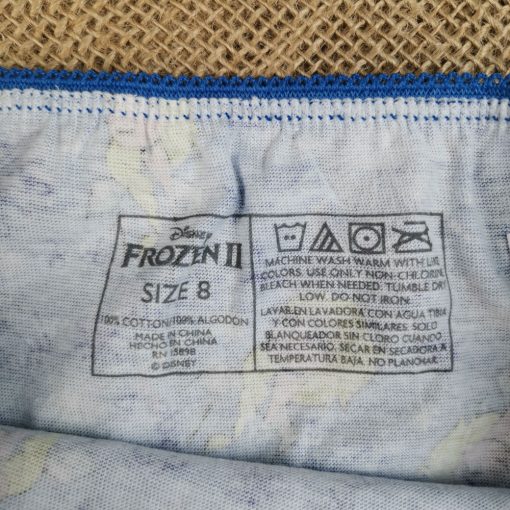 DISNEY
FROZEN II
SIZE 8
100% COTTON/100% ALGODÓN
MADE IN CHINA
HECHO EN CHINA
RN 15898
© DISNEY
MACHINE WASH WARM WITH LIKE
COLORS. USE ONLY NON-CHLORINE
BLEACH WHEN NEEDED. TUMBLE DRY
LOW. DO NOT IRON.
LAVAR EN LAVADORA CON AGUA TIBIA
Y CON COLORES SIMILARES. SOLO
BLANQUEADOR SIN CLORO CUANDO
SEA NECESARIO. SECAR EN SECADORA A
TEMPERATURA BAJA. NO PLANCHAR.